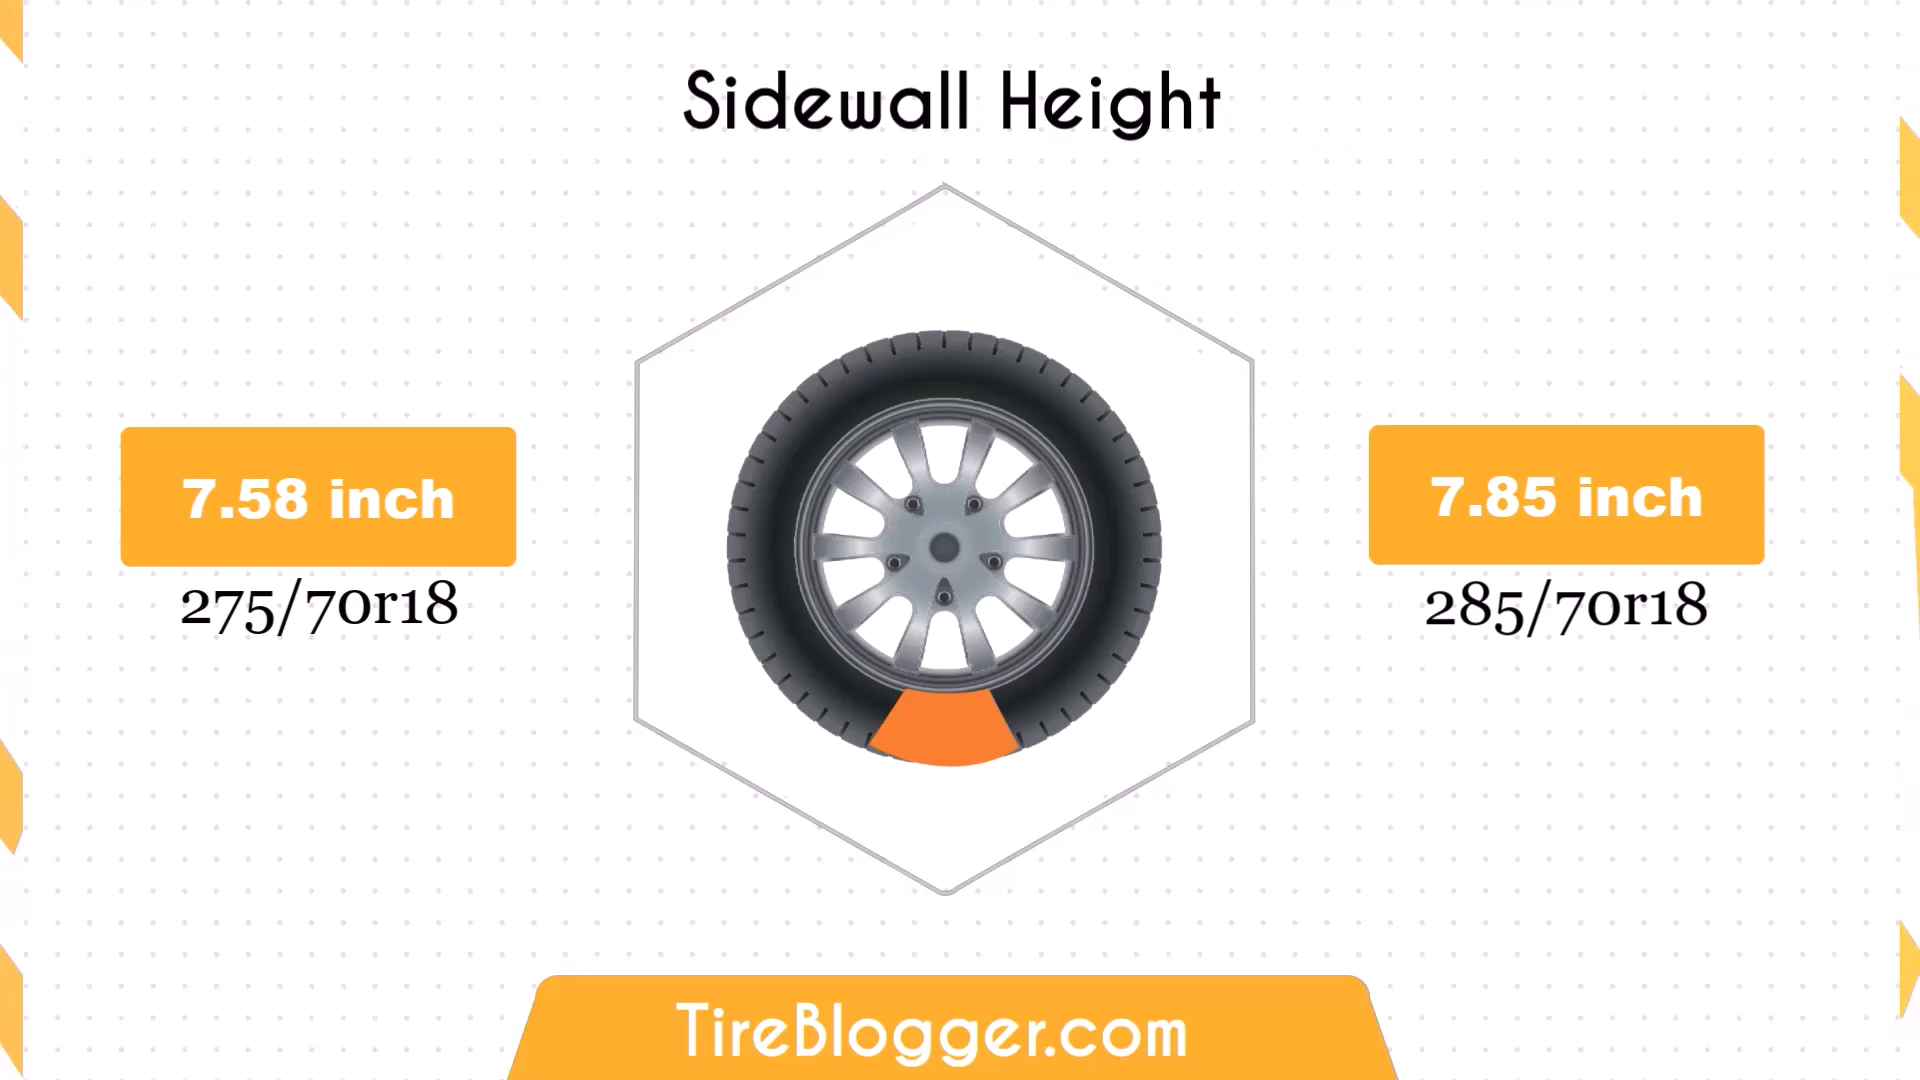 Sidewall Height
7.58 inch
275/70r18
7.85 inch
285/70r18
TireBlogger.com